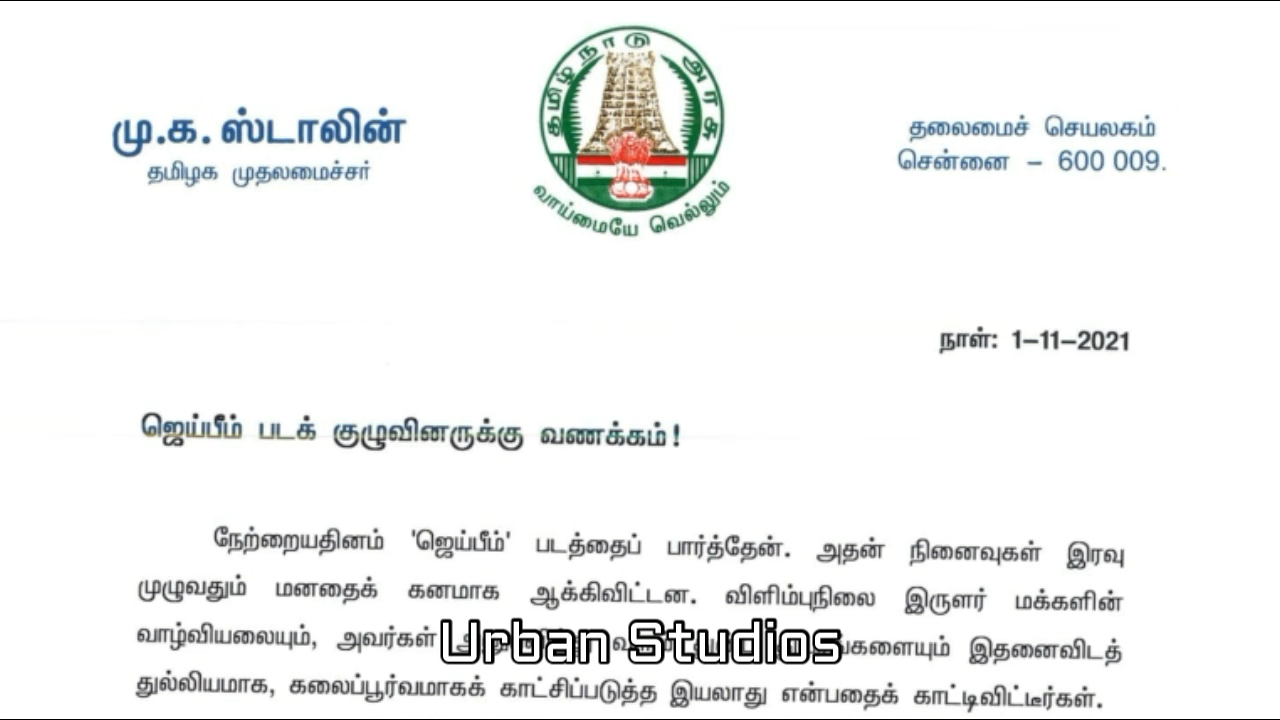 தமிழ்நாடு அரசு
வாய்மையே வெல்லும்
மு.க. ஸ்டாலின்
தமிழக முதலமைச்சர்
தலைமைச் செயலகம்
சென்னை – 600 009.
நாள்: 1–11–2021
ஜெய்பீம் படக் குழுவினருக்கு வணக்கம்!
நேற்றையதினம் 'ஜெய்பீம்' படத்தைப் பார்த்தேன். அதன் நினைவுகள் இரவு
முழுவதும் மனதைக் கனமாக ஆக்கிவிட்டன. விளிம்புநிலை இருளர் மக்களின்
வாழ்வியலையும், அவர்கள் இதனைவிடத்
Urban Studios
துல்லியமாக, கலைப்பூர்வமாகக் காட்சிப்படுத்த இயலாது என்பதைக் காட்டிவிட்டீர்கள்.